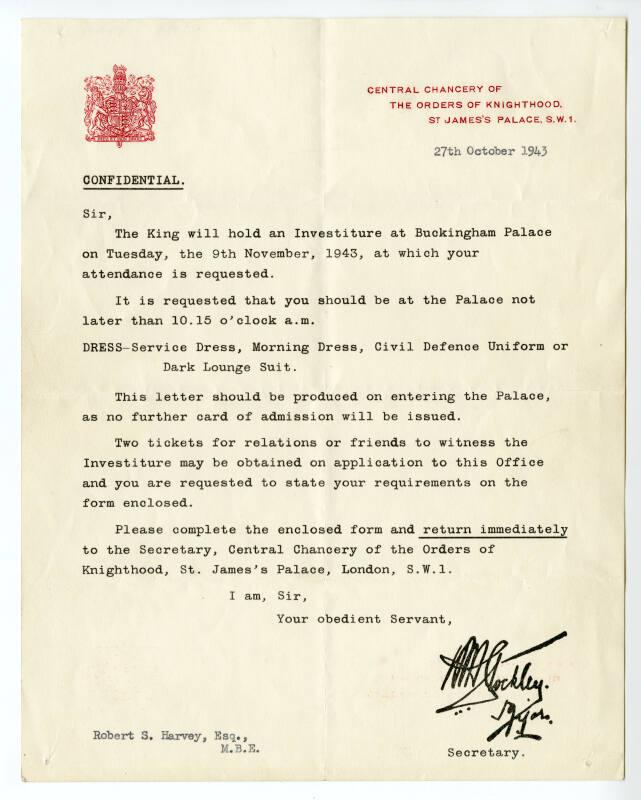 CENTRAL CHANCERY OF
THE ORDERS OF KNIGHTHOOD,
ST JAMES'S PALACE, S.W.1.
27th October 1943
CONFIDENTIAL.
Sir,
The King will hold an Investiture at Buckingham Palace
on Tuesday, the 9th November, 1943, at which your
attendance is requested.
It is requested that you should be at the Palace not
later than 10.15 o'clock a.m.
DRESS—Service Dress, Morning Dress, Civil Defence Uniform or
Dark Lounge Suit.
This letter should be produced on entering the Palace,
as no further card of admission will be issued.
Two tickets for relations or friends to witness the
Investiture may be obtained on application to this Office
and you are requested to state your requirements on the
form enclosed.
Please complete the enclosed form and return immediately
to the Secretary, Central Chancery of the Orders of
Knighthood, St. James's Palace, London, S.W.1.
I am, Sir,
Your obedient Servant,
Stockley.
Major.
Robert S. Harvey, Esq.,
M.B.E.
Secretary.